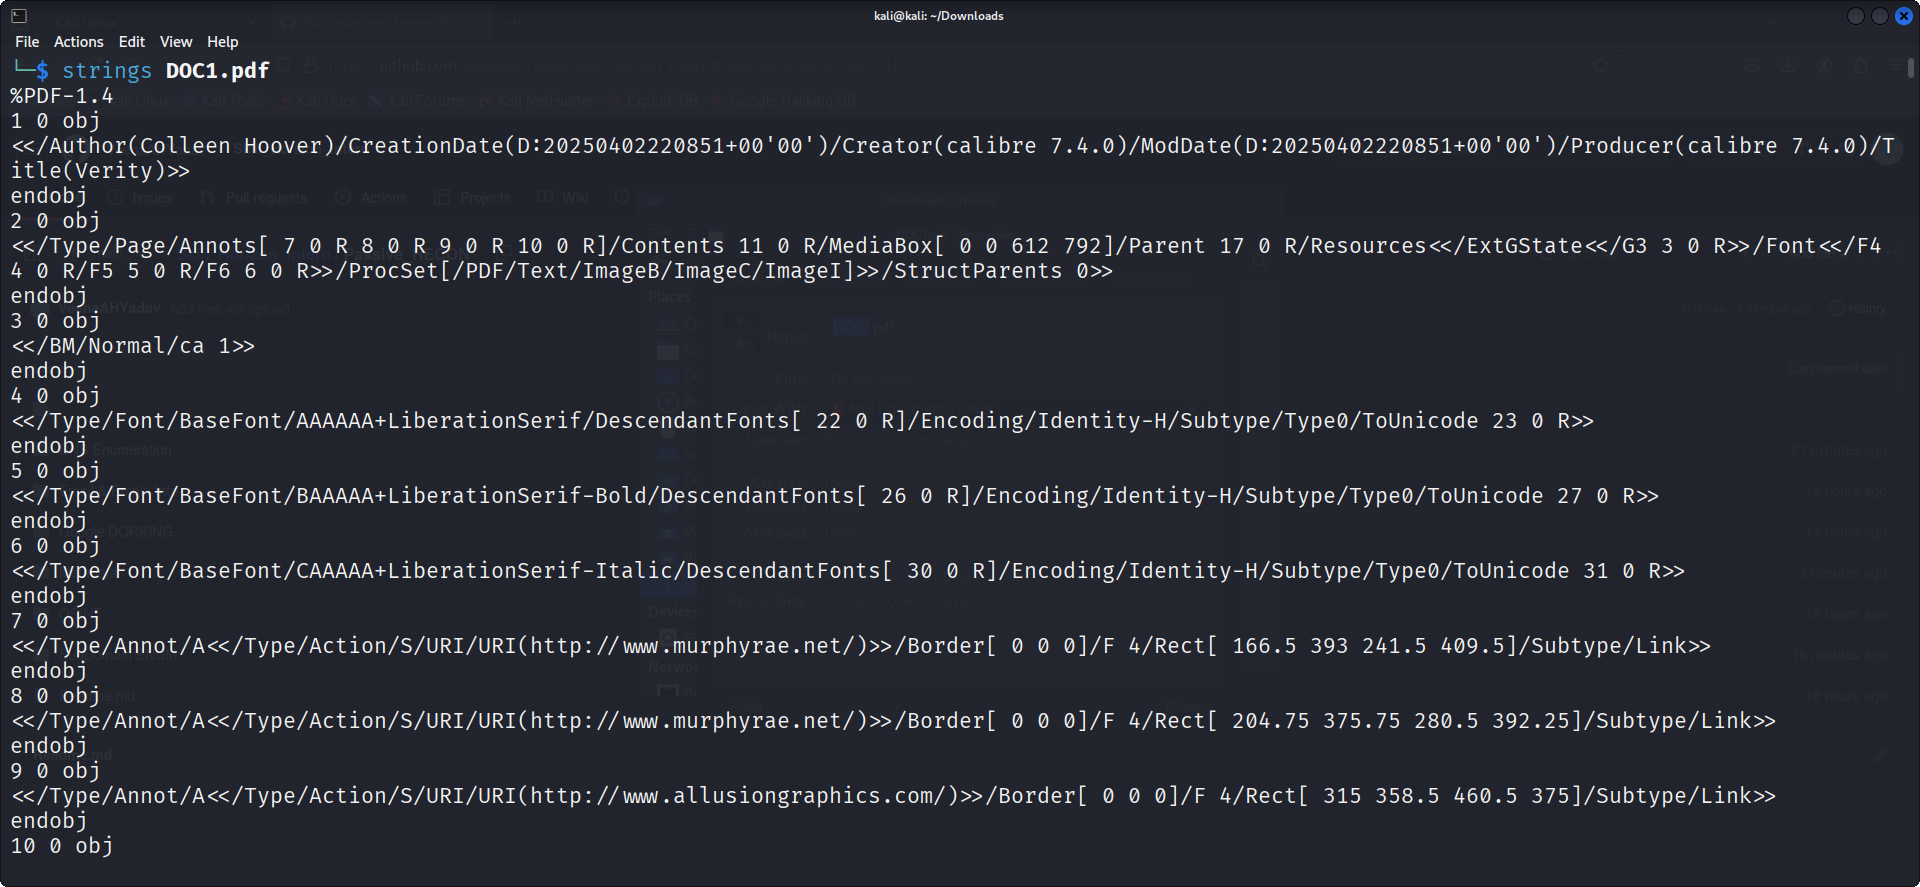 kali@kali: ~/Downloads
File Actions Edit View Help
└─$ strings DOC1.pdf
%PDF-1.4
1 0 obj
<</Author(Colleen Hoover)/CreationDate(D:20250402220851+00'00')/Creator(calibre 7.4.0)/ModDate(D:20250402220851+00'00')/Producer(calibre 7.4.0)/T
itle(Verity)>>
endobj
2 0 obj
<</Type/Page/Annots[ 7 0 R 8 0 R 9 0 R 10 0 R]/Contents 11 0 R/MediaBox[ 0 0 612 792]/Parent 17 0 R/Resources<</ExtGState<</G3 3 0 R>>/Font<</F4
4 0 R/F5 5 0 R/F6 6 0 R>>/ProcSet[/PDF/Text/ImageB/ImageC/ImageI]>>/StructParents 0>>
endobj
3 0 obj
<</BM/Normal/ca 1>>
endobj
4 0 obj
<</Type/Font/BaseFont/AAAAAA+LiberationSerif/DescendantFonts[ 22 0 R]/Encoding/Identity-H/Subtype/Type0/ToUnicode 23 0 R>>
endobj
5 0 obj
<</Type/Font/BaseFont/BAAAAA+LiberationSerif-Bold/DescendantFonts[ 26 0 R]/Encoding/Identity-H/Subtype/Type0/ToUnicode 27 0 R>>
endobj
6 0 obj
<</Type/Font/BaseFont/CAAAAA+LiberationSerif-Italic/DescendantFonts[ 30 0 R]/Encoding/Identity-H/Subtype/Type0/ToUnicode 31 0 R>>
endobj
7 0 obj
<</Type/Annot/A<</Type/Action/S/URI/URI(http://www.murphyrae.net/)>>/Border[ 0 0 0]/F 4/Rect[ 166.5 393 241.5 409.5]/Subtype/Link>>
endobj
8 0 obj
<</Type/Annot/A<</Type/Action/S/URI/URI(http://www.murphyrae.net/)>>/Border[ 0 0 0]/F 4/Rect[ 204.75 375.75 280.5 392.25]/Subtype/Link>>
endobj
9 0 obj
<</Type/Annot/A<</Type/Action/S/URI/URI(http://www.allusiongraphics.com/)>>/Border[ 0 0 0]/F 4/Rect[ 315 358.5 460.5 375]/Subtype/Link>>
endobj
10 0 obj